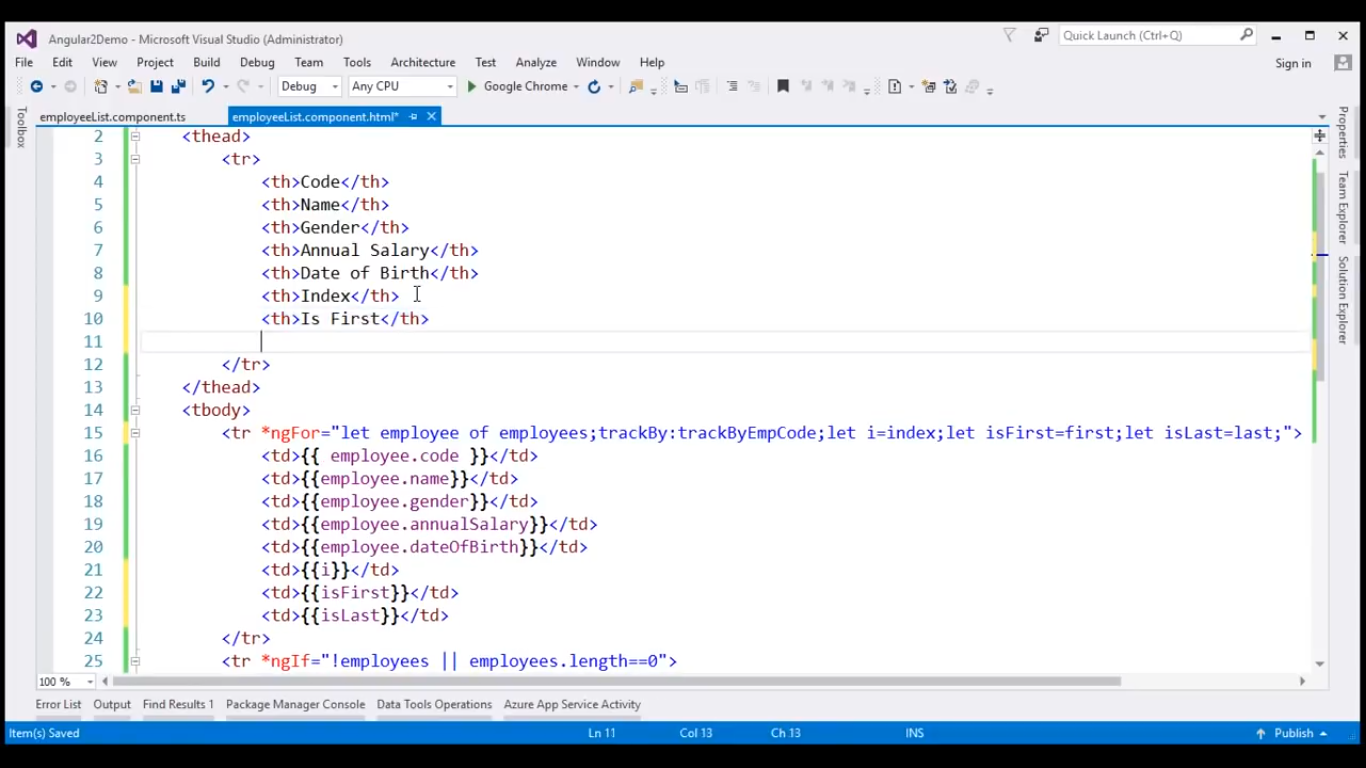 Angular2Demo - Microsoft Visual Studio (Administrator)
Quick Launch (Ctrl+Q)
File Edit View Project Build Debug Team Tools Architecture Test Analyze Window Help
Sign in
Debug Any CPU Google Chrome
employeeList.component.ts employeeList.component.html*
Toolbox
Properties
Team Explorer
Solution Explorer
2 <thead>
3 <tr>
4 <th>Code</th>
5 <th>Name</th>
6 <th>Gender</th>
7 <th>Annual Salary</th>
8 <th>Date of Birth</th>
9 <th>Index</th>
10 <th>Is First</th>
11
12 </tr>
13 </thead>
14 <tbody>
15 <tr *ngFor="let employee of employees;trackBy:trackByEmpCode;let i=index;let isFirst=first;let isLast=last;">
16 <td>{{ employee.code }}</td>
17 <td>{{employee.name}}</td>
18 <td>{{employee.gender}}</td>
19 <td>{{employee.annualSalary}}</td>
20 <td>{{employee.dateOfBirth}}</td>
21 <td>{{i}}</td>
22 <td>{{isFirst}}</td>
23 <td>{{isLast}}</td>
24 </tr>
25 <tr *ngIf="!employees || employees.length==0">
100 %
Error List Output Find Results 1 Package Manager Console Data Tools Operations Azure App Service Activity
Item(s) Saved Ln 11 Col 13 Ch 13 INS Publish